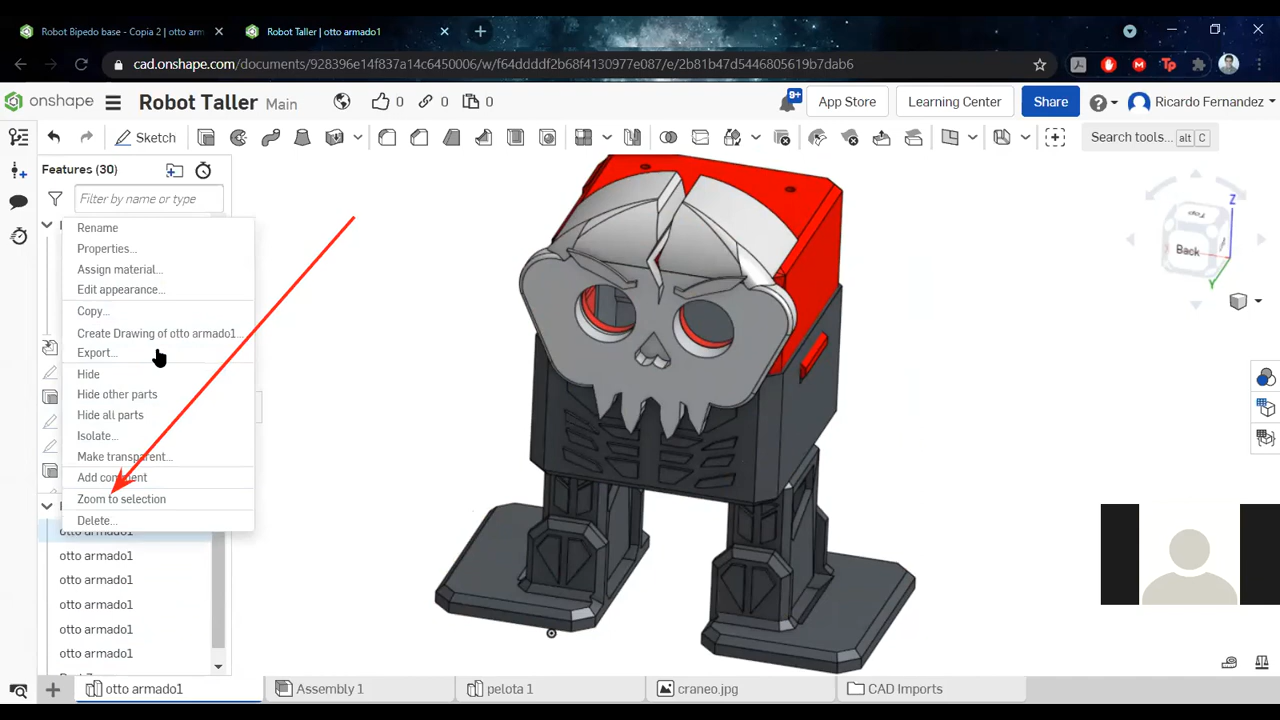 Robot Bipedo base - Copia 2 | otto arm
Robot Taller | otto armado1
cad.onshape.com/documents/928396e14f837a14c6450006/w/f64ddddf2b68f4130977e087/e/2b81b47d5446805619b7dab6
onshape
Robot Taller Main
0
0
0
9+
App Store
Learning Center
Share
Ricardo Fernandez
Sketch
Search tools...
alt
C
Features (30)
Filter by name or type
Rename
Properties...
Assign material...
Edit appearance...
Copy...
Create Drawing of otto armado1...
Export...
Hide
Hide other parts
Hide all parts
Isolate...
Make transparent...
Add comment
Zoom to selection
Delete...
otto armado1
otto armado1
otto armado1
otto armado1
otto armado1
otto armado1
Top
Back
Z
Y
otto armado1
Assembly 1
pelota 1
craneo.jpg
CAD Imports